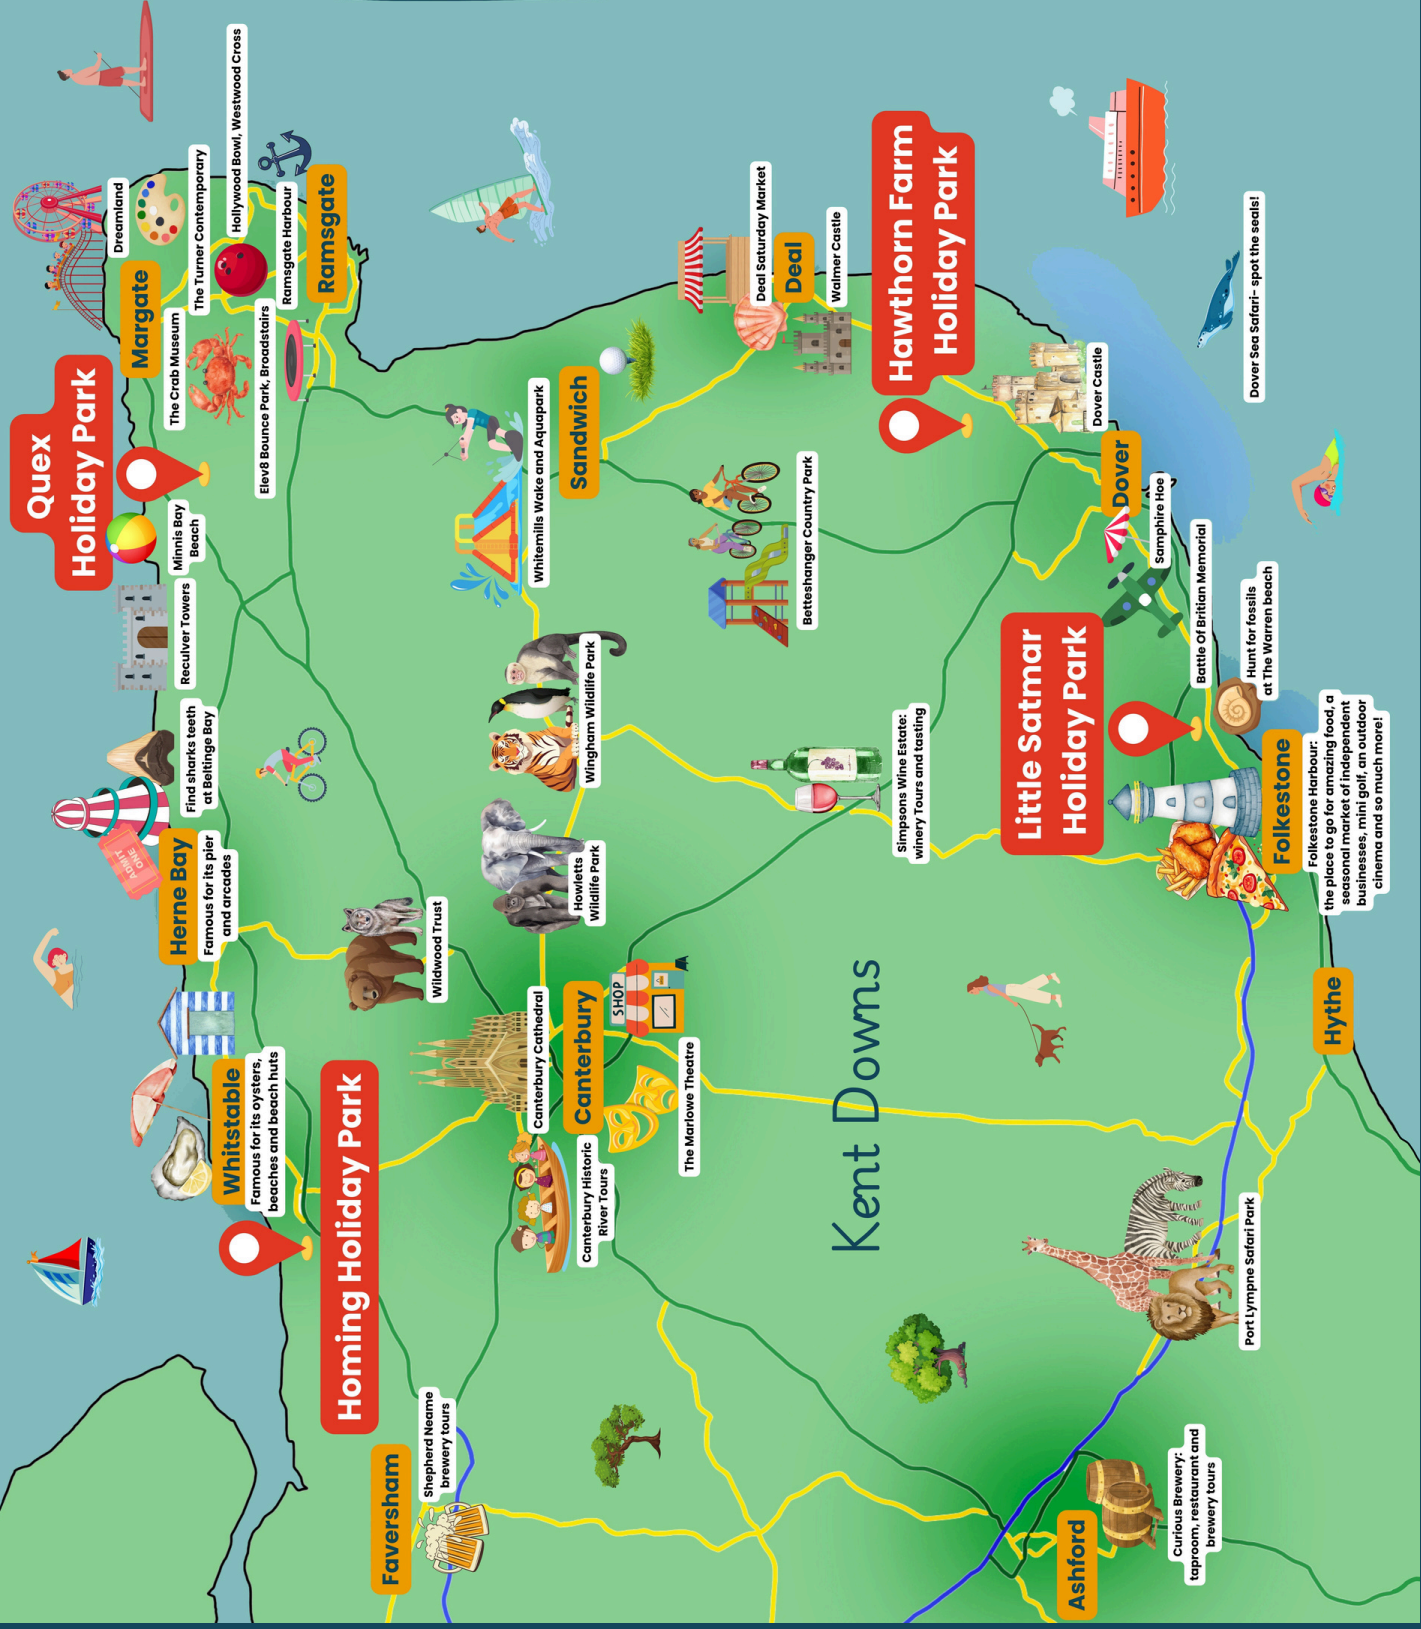 Quex
Holiday Park
Margate
Dreamland
The Turner Contemporary
Hollywood Bowl, Westwood Cross
Ramsgate Harbour
Ramsgate
The Crab Museum
Elev8 Bounce Park, Broadstairs
Minnis Bay
Beach
Reculver Towers
Find sharks teeth
at Beltinge Bay
ADMIT
ONE
Herne Bay
Famous for its pier
and arcades
Whitstable
Famous for its oysters,
beaches and beach huts
Homing Holiday Park
Faversham
Shepherd Neame
brewery tours
Wildwood Trust
Canterbury Cathedral
Canterbury
SHOP
Canterbury Historic
River Tours
The Marlowe Theatre
Howletts
Wildlife Park
Wingham Wildlife Park
Whitemills Wake and Aquapark
Sandwich
Betteshanger Country Park
Deal Saturday Market
Deal
Walmer Castle
Hawthorn Farm
Holiday Park
Simpsons Wine Estate:
winery Tours and tasting
Kent Downs
Dover Castle
Dover
Samphire Hoe
Dover Sea Safari- spot the seals!
Little Satmar
Holiday Park
Battle Of Britian Memorial
Hunt for fossils
at The Warren beach
Folkestone
Folkestone Harbour:
the place to go for amazing food, a
seasonal market of independent
businesses, mini golf, an outdoor
cinema and so much more!
Hythe
Port Lympne Safari Park
Ashford
Curious Brewery:
taproom, restaurant and
brewery tours